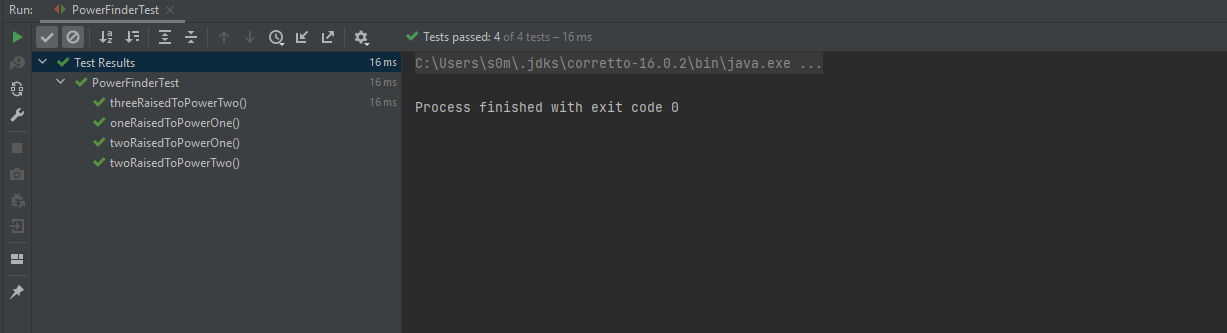 Run: PowerFinderTest
Tests passed: 4 of 4 tests – 16 ms
Test Results 16 ms
PowerFinderTest 16 ms
threeRaisedToPowerTwo() 16 ms
oneRaisedToPowerOne()
twoRaisedToPowerOne()
twoRaisedToPowerTwo()
C:\Users\s0m\.jdks\corretto-16.0.2\bin\java.exe ...
Process finished with exit code 0